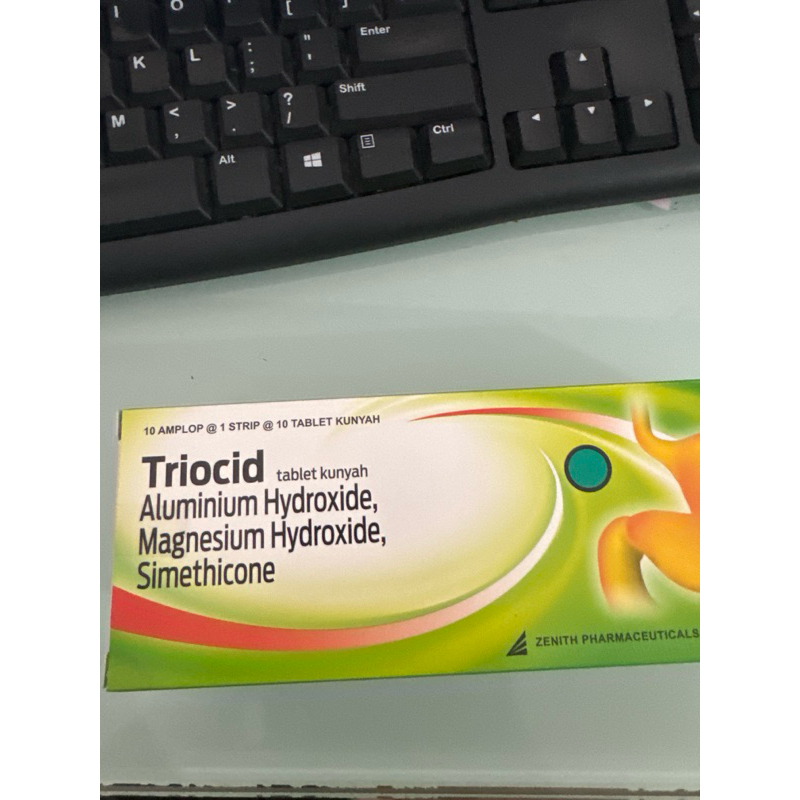 I O [ ]
K L : ; " ' Enter
M < , > . ? / Shift
Alt Ctrl
10 AMPLOP @ 1 STRIP @ 10 TABLET KUNYAH
Triocid tablet kunyah
Aluminium Hydroxide,
Magnesium Hydroxide,
Simethicone
ZENITH PHARMACEUTICALS